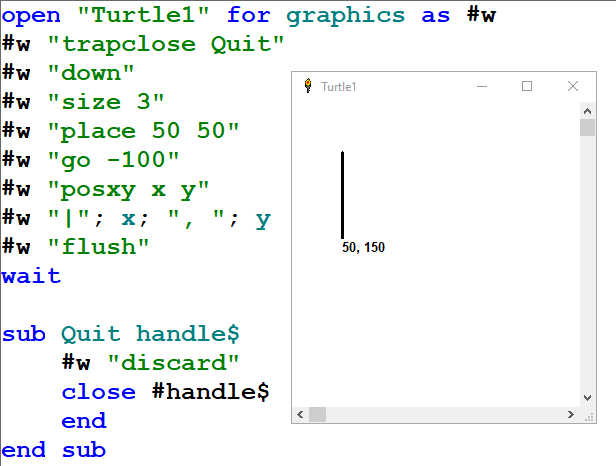 open "Turtle1" for graphics as #w
#w "trapclose Quit"
#w "down"
#w "size 3"
#w "place 50 50"
#w "go -100"
#w "posxy x y"
#w "|"; x; ", "; y
#w "flush"
wait
sub Quit handle$
#w "discard"
close #handle$
end
end sub
Turtle1
50, 150